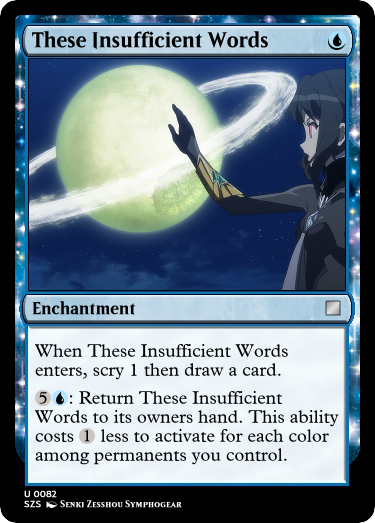 These Insufficient Words
Enchantment
When These Insufficient Words
enters, scry 1 then draw a card.
5: Return These Insufficient
Words to its owners hand. This ability
costs 1 less to activate for each color
among permanents you control.
U 0082
SZS Senki Zesshou Symphogear